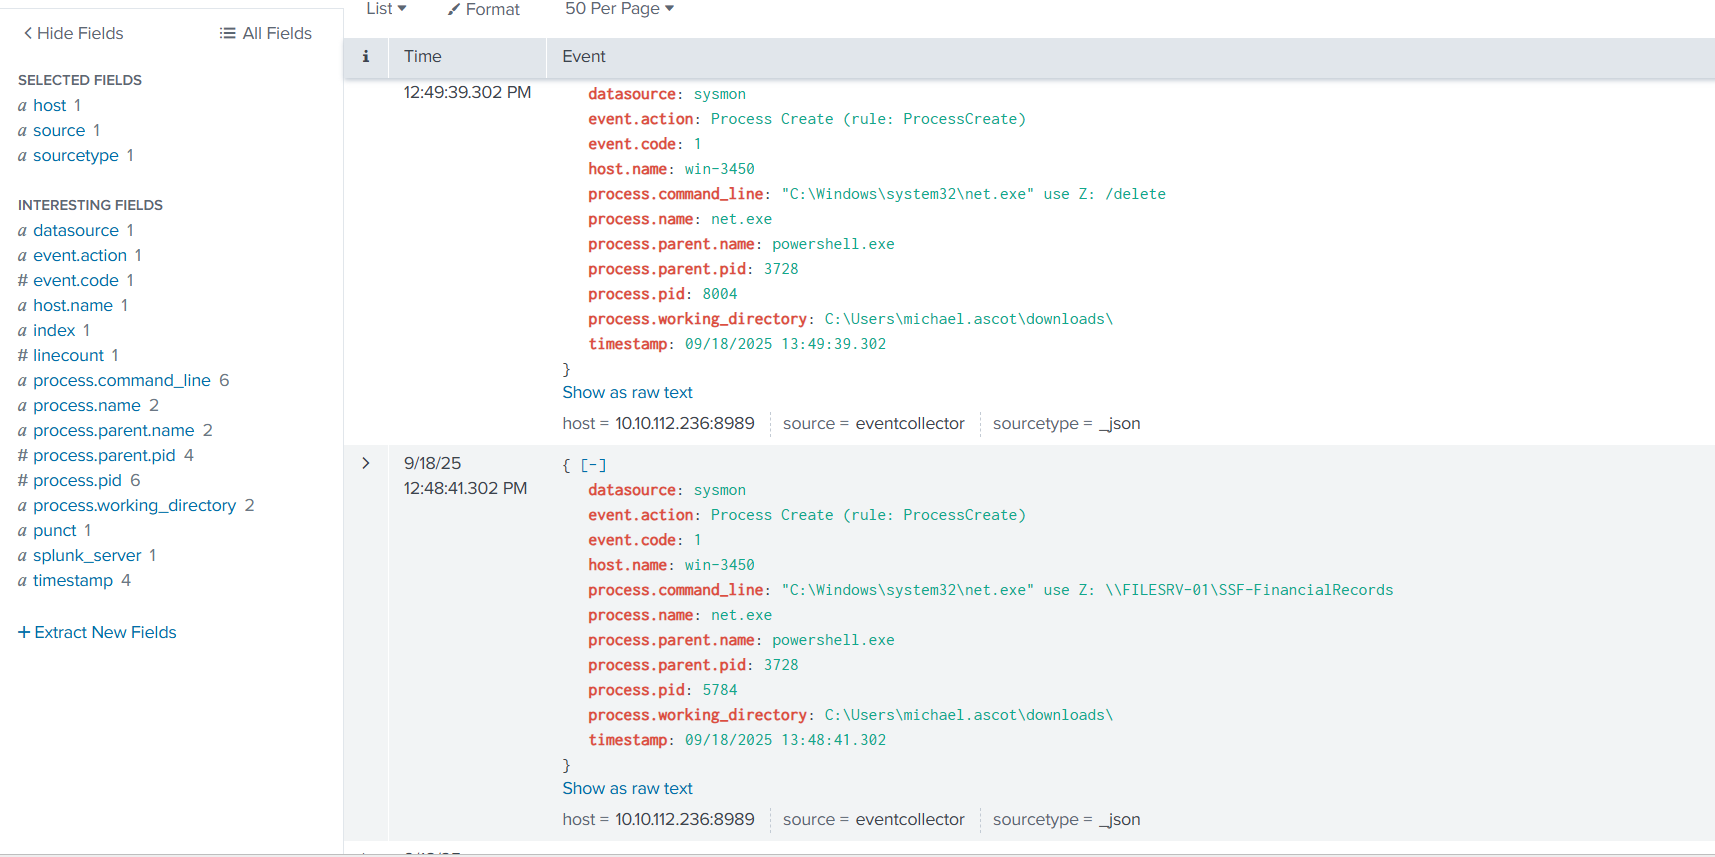 List ▾ Format 50 Per Page ▾
< Hide Fields All Fields
SELECTED FIELDS
a host 1
a source 1
a sourcetype 1
INTERESTING FIELDS
a datasource 1
a event.action 1
# event.code 1
a host.name 1
a index 1
# linecount 1
a process.command_line 6
a process.name 2
a process.parent.name 2
# process.parent.pid 4
# process.pid 6
a process.working_directory 2
a punct 1
a splunk_server 1
a timestamp 4
+ Extract New Fields
i Time Event
12:49:39.302 PM
datasource: sysmon
event.action: Process Create (rule: ProcessCreate)
event.code: 1
host.name: win-3450
process.command_line: "C:\Windows\system32\net.exe" use Z: /delete
process.name: net.exe
process.parent.name: powershell.exe
process.parent.pid: 3728
process.pid: 8004
process.working_directory: C:\Users\michael.ascot\downloads\
timestamp: 09/18/2025 13:49:39.302
}
Show as raw text
host = 10.10.112.236:8989 source = eventcollector sourcetype = _json
> 9/18/25 { [-]
12:48:41.302 PM
datasource: sysmon
event.action: Process Create (rule: ProcessCreate)
event.code: 1
host.name: win-3450
process.command_line: "C:\Windows\system32\net.exe" use Z: \\FILESRV-01\SSF-FinancialRecords
process.name: net.exe
process.parent.name: powershell.exe
process.parent.pid: 3728
process.pid: 5784
process.working_directory: C:\Users\michael.ascot\downloads\
timestamp: 09/18/2025 13:48:41.302
}
Show as raw text
host = 10.10.112.236:8989 source = eventcollector sourcetype = _json